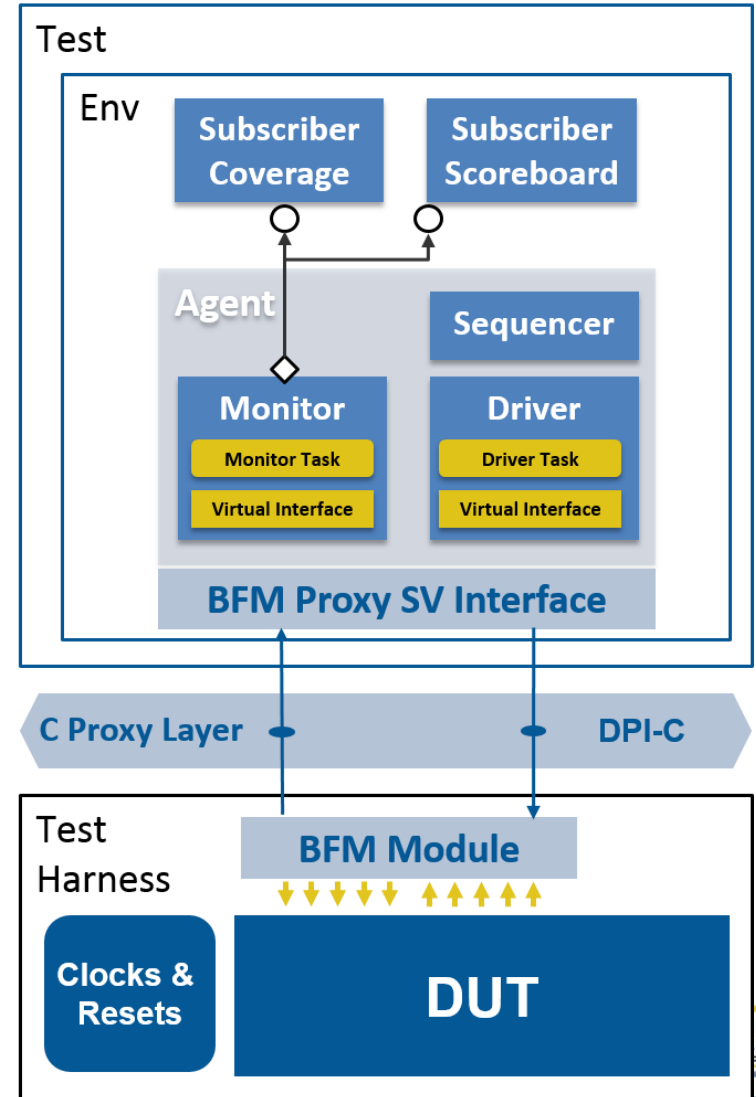 Test
Env
Subscriber
Coverage
Subscriber
Scoreboard
Agent
Sequencer
Monitor
Monitor Task
Virtual Interface
Driver
Driver Task
Virtual Interface
BFM Proxy SV Interface
C Proxy Layer
DPI-C
Test
Harness
BFM Module
Clocks &
Resets
DUT